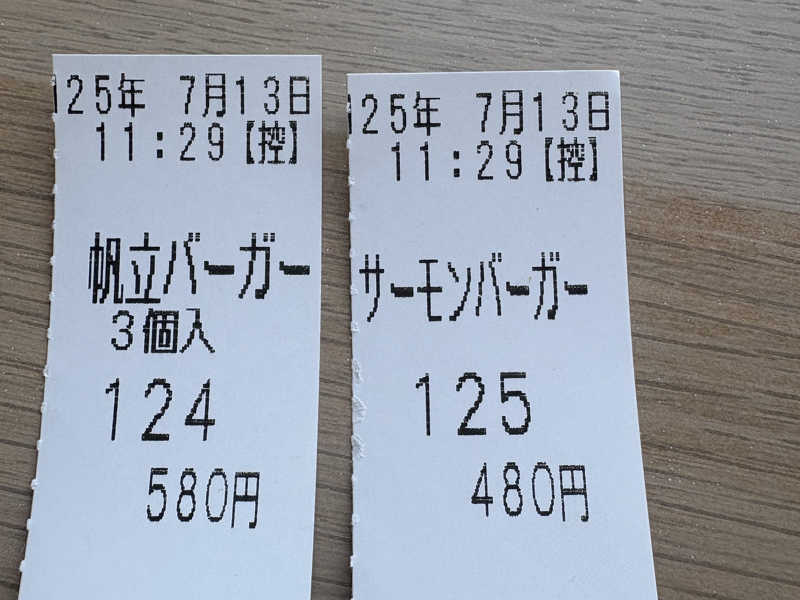 '25年 7月13日
11:29【控】
帆立バーガー
3個入
124
580円
'25年 7月13日
11:29【控】
サーモンバーガー
125
480円